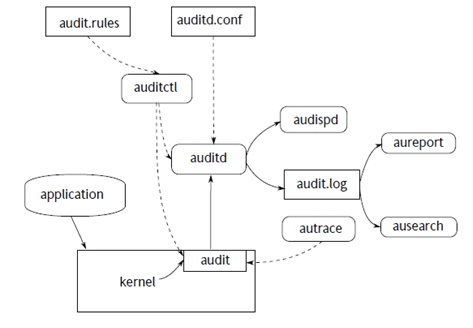 audit.rules
auditd.conf
auditctl
audispd
aureport
auditd
audit.log
application
autrace
ausearch
audit
kernel